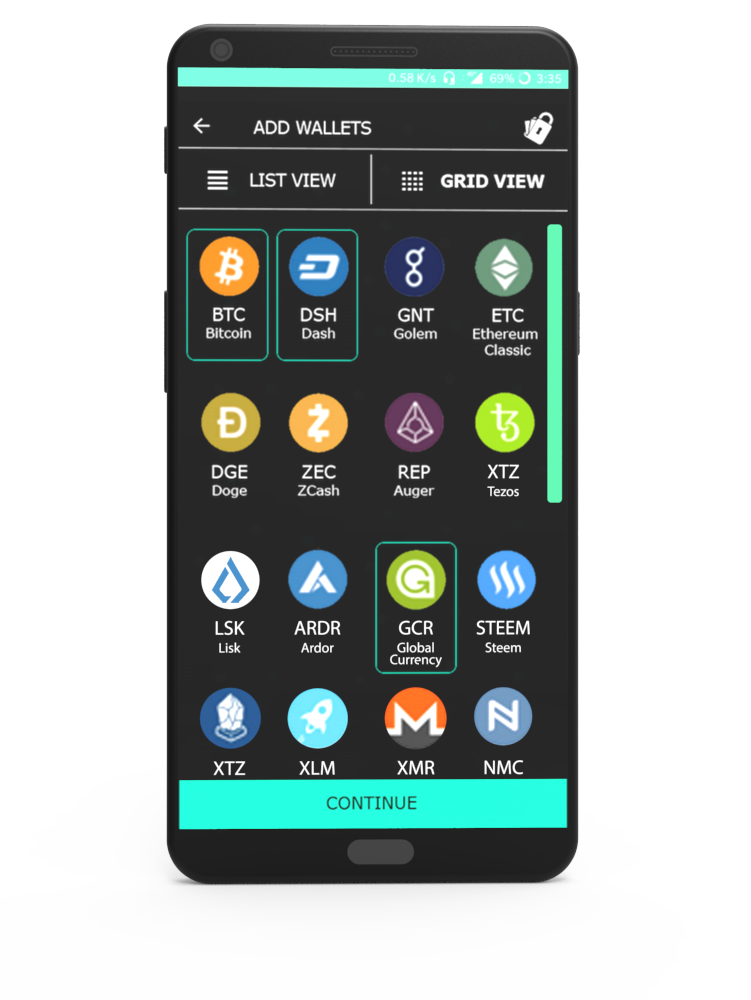 0.58 K/s 69% 3:35
ADD WALLETS
LIST VIEW GRID VIEW
BTC DSH GNT ETC
Bitcoin Dash Golem Ethereum
Classic
DGE ZEC REP XTZ
Doge ZCash Auger Tezos
LSK ARDR GCR STEEM
Lisk Ardor Global Steem
Currency
XTZ XLM XMR NMC
CONTINUE